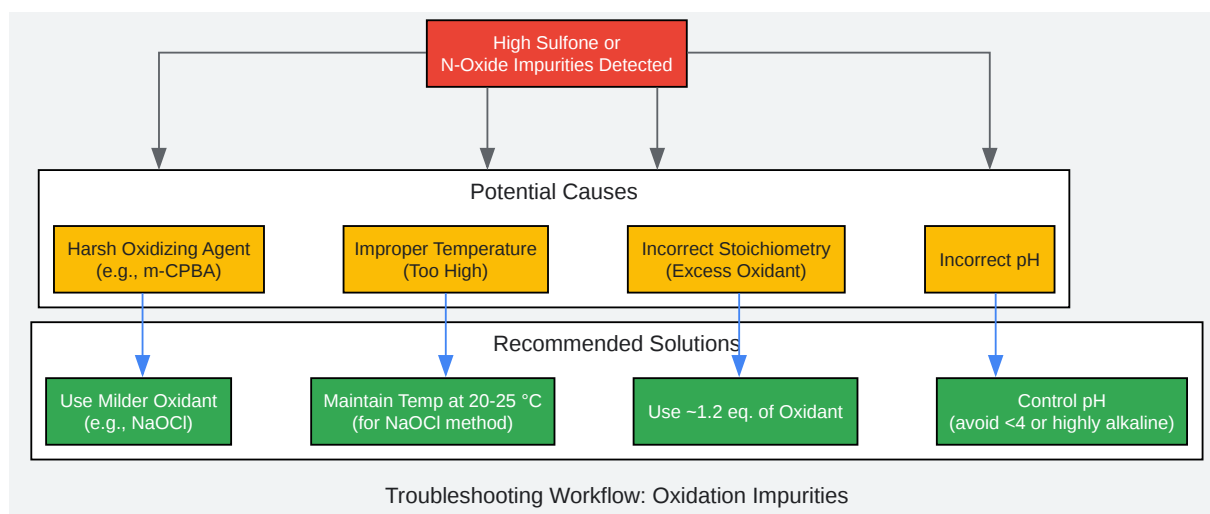 High Sulfone or
N-Oxide Impurities Detected
Potential Causes
Harsh Oxidizing Agent
(e.g., m-CPBA)
Improper Temperature
(Too High)
Incorrect Stoichiometry
(Excess Oxidant)
Incorrect pH
Recommended Solutions
Use Milder Oxidant
(e.g., NaOCl)
Maintain Temp at 20-25 °C
(for NaOCl method)
Use ~1.2 eq. of Oxidant
Control pH
(avoid <4 or highly alkaline)
Troubleshooting Workflow: Oxidation Impurities